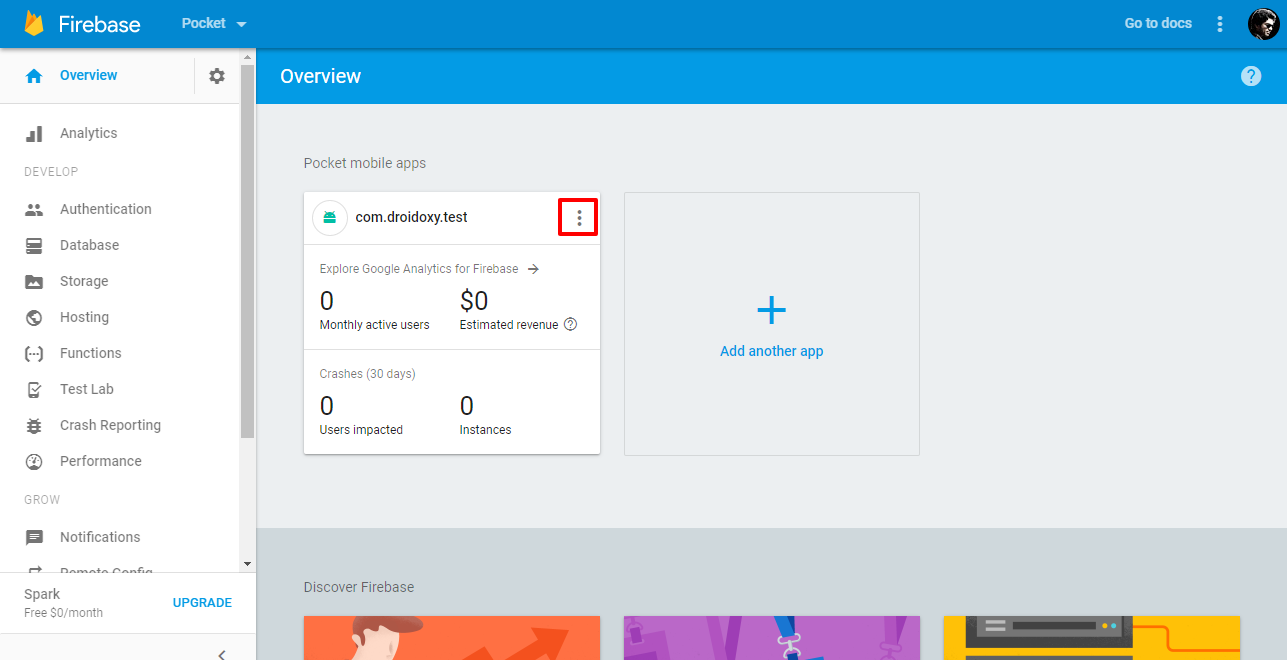 Firebase
Pocket
Go to docs
Overview
Overview
Analytics
DEVELOP
Authentication
Database
Storage
Hosting
Functions
Test Lab
Crash Reporting
Performance
GROW
Notifications
Remote Config
Spark
Free $0/month
UPGRADE
Pocket mobile apps
com.droidoxy.test
Explore Google Analytics for Firebase
0 $0
Monthly active users Estimated revenue ?
Crashes (30 days)
0 0
Users impacted Instances
Add another app
Discover Firebase